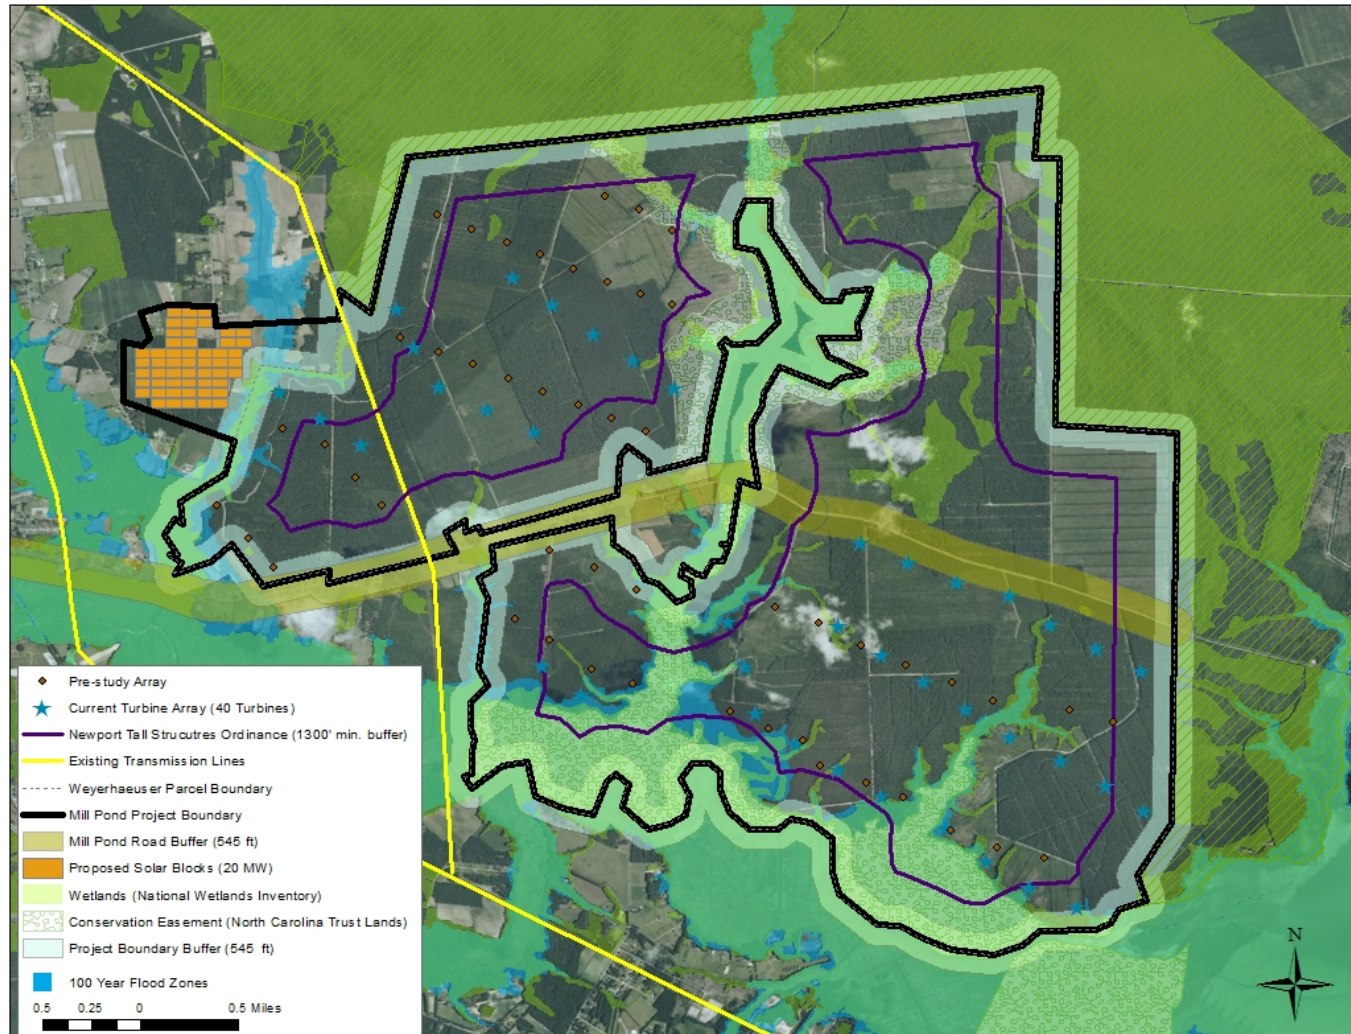 Pre-study Array
Current Turbine Array (40 Turbines)
Newport Tall Strucutres Ordinance (1300' min. buffer)
Existing Transmission Lines
Weyerhaeuser Parcel Boundary
Mill Pond Project Boundary
Mill Pond Road Buffer (545 ft)
Proposed Solar Blocks (20 MW)
Wetlands (National Wetlands Inventory)
Conservation Easement (North Carolina Trust Lands)
Project Boundary Buffer (545 ft)
100 Year Flood Zones
0.5 0.25 0 0.5 Miles
N